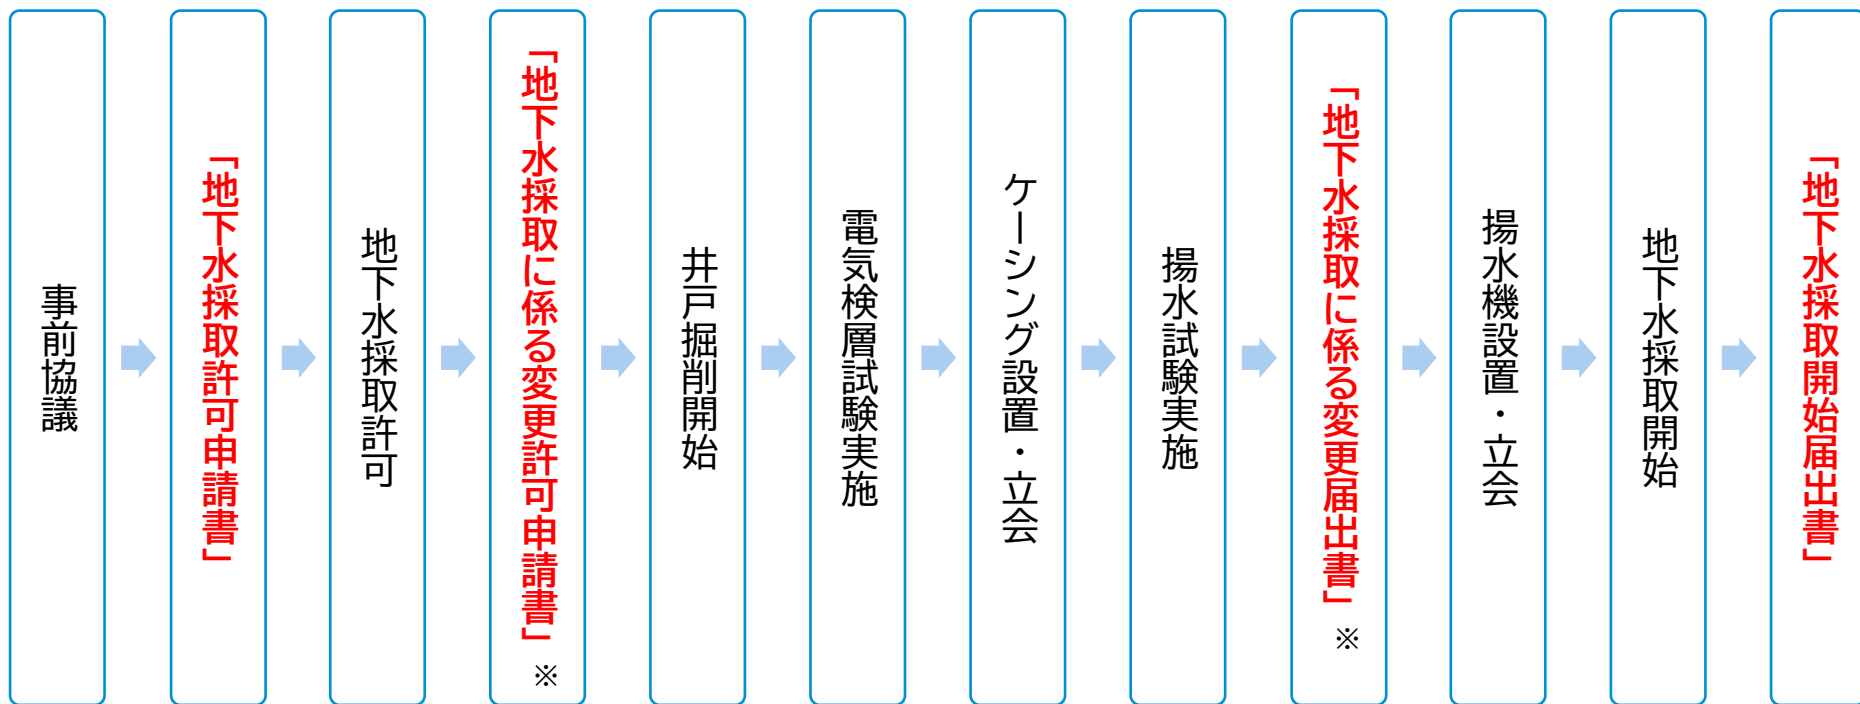 事前協議
「地下水採取許可申請書」
地下水採取許可
「地下水採取に係る変更許可申請書」※
井戸掘削開始
電気検層試験実施
ケーシング設置・立会
揚水試験実施
「地下水採取に係る変更届出書」※
揚水機設置・立会
地下水採取開始
「地下水採取開始届出書」